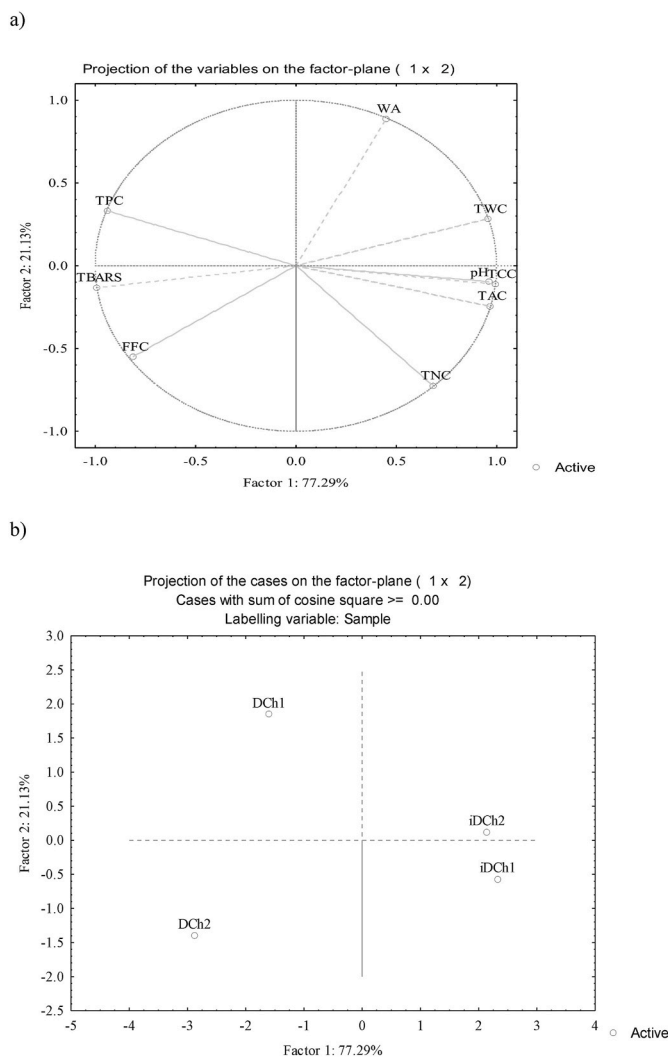 a)
Projection of the variables on the factor-plane ( 1 x 2)
1.0
WA
0.5
TPC
TWC
0.0
pH
TCC
TBARS
TAC
FFC
-0.5
TNC
-1.0
Factor 2: 21.13%
-1.0
-0.5
0.0
0.5
1.0
Active
Factor 1: 77.29%
b)
Projection of the cases on the factor-plane ( 1 x 2)
Cases with sum of cosine square >= 0.00
Labelling variable: Sample
3.0
2.5
2.0
DCh1
1.5
1.0
0.5
iDCh2
0.0
iDCh1
-0.5
-1.0
DCh2
-1.5
-2.0
-2.5
Factor 2: 21.13%
-5
-4
-3
-2
-1
0
1
2
3
4
Active
Factor 1: 77.29%